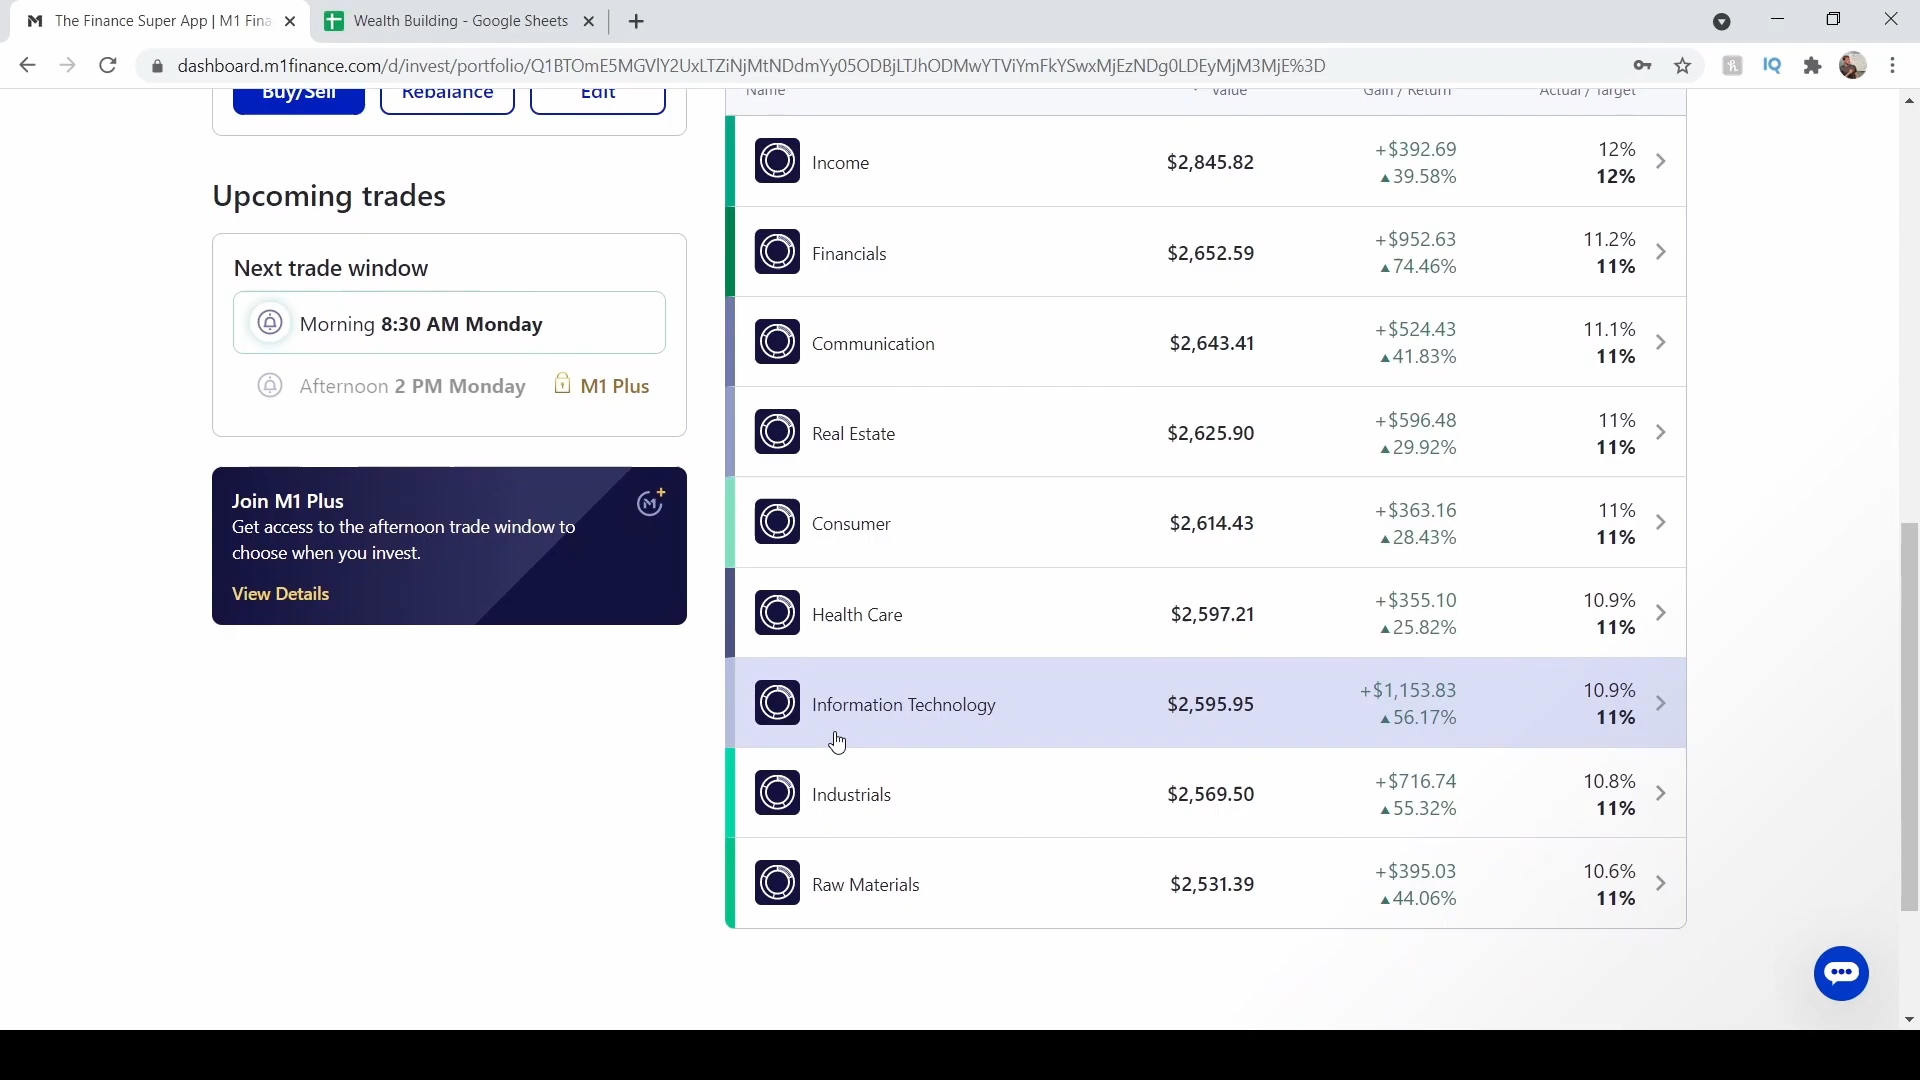 The Finance Super App | M1 Fina
Wealth Building - Google Sheets
dashboard.m1finance.com/d/invest/portfolio/Q1BTOmE5MGVlY2UxLTZiNjMtNDdmYy05ODBjLTJhODMwYTViYmFkYSwxMjEzNDg0LDEyMjM3MjE%3D
IQ
Buy/Sell
Rebalance
Edit
Name
Value
Gain / Return
Actual / Target
Upcoming trades
Next trade window
Morning 8:30 AM Monday
Afternoon 2 PM Monday
M1 Plus
Join M1 Plus
Get access to the afternoon trade window to
choose when you invest.
View Details
Income $2,845.82 +$392.69 12%
▲39.58% 12%
Financials $2,652.59 +$952.63 11.2%
▲74.46% 11%
Communication $2,643.41 +$524.43 11.1%
▲41.83% 11%
Real Estate $2,625.90 +$596.48 11%
▲29.92% 11%
Consumer $2,614.43 +$363.16 11%
▲28.43% 11%
Health Care $2,597.21 +$355.10 10.9%
▲25.82% 11%
Information Technology $2,595.95 +$1,153.83 10.9%
▲56.17% 11%
Industrials $2,569.50 +$716.74 10.8%
▲55.32% 11%
Raw Materials $2,531.39 +$395.03 10.6%
▲44.06% 11%